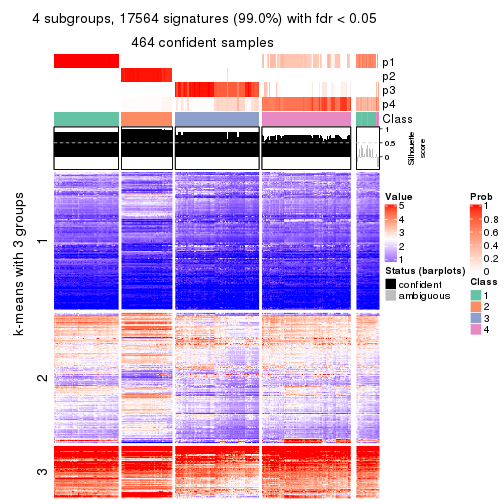 4 subgroups, 17564 signatures (99.0%) with fdr < 0.05
464 confident samples
p1
p2
p3
p4
Class
1
0.5
0
Silhouette
score
k-means with 3 groups
1
2
3
Value
5
4
3
2
1
Status (barplots)
confident
ambiguous
Prob
1
0.8
0.6
0.4
0.2
0
Class
1
2
3
4